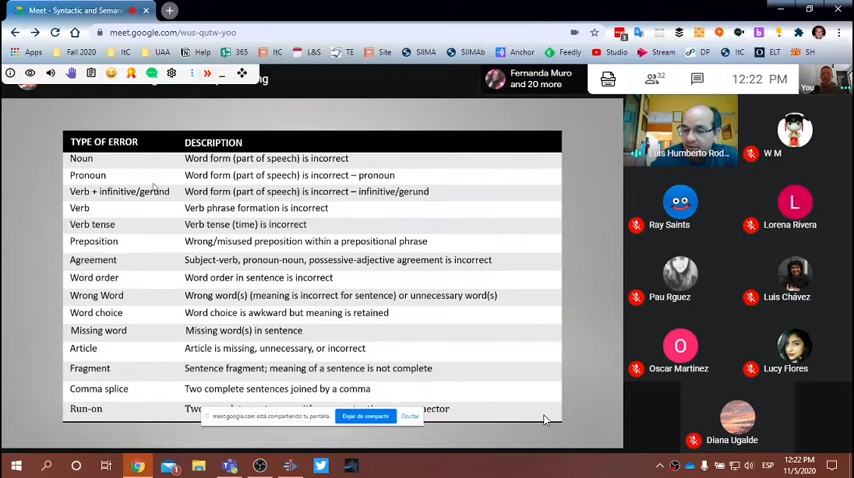 Meet - Syntactic and Seman
meet.google.com/wus-qutw-yoo
Apps Fall 2020 ItC UAA Help 365 ItC L&S TE Site SIIMA SIIMAb Anchor Feedly Studio Stream DP ItC ELT SH
Fernanda Muro
and 20 more
32
12:22 PM
You
TYPE OF ERROR DESCRIPTION
Noun Word form (part of speech) is incorrect
Pronoun Word form (part of speech) is incorrect – pronoun
Verb + infinitive/gerund Word form (part of speech) is incorrect – infinitive/gerund
Verb Verb phrase formation is incorrect
Verb tense Verb tense (time) is incorrect
Preposition Wrong/misused preposition within a prepositional phrase
Agreement Subject-verb, pronoun-noun, possessive-adjective agreement is incorrect
Word order Word order in sentence is incorrect
Wrong Word Wrong word(s) (meaning is incorrect for sentence) or unnecessary word(s)
Word choice Word choice is awkward but meaning is retained
Missing word Missing word(s) in sentence
Article Article is missing, unnecessary, or incorrect
Fragment Sentence fragment; meaning of a sentence is not complete
Comma splice Two complete sentences joined by a comma
Run-on
meet.google.com está compartiendo tu pantalla. Dejar de compartir Ocultar
Luis Humberto Rod...
W M
Ray Saints
L
Lorena Rivera
Pau Rguez
Luis Chávez
O
Oscar Martinez
Lucy Flores
Diana Ugalde
ESP
12:22 PM
11/5/2020